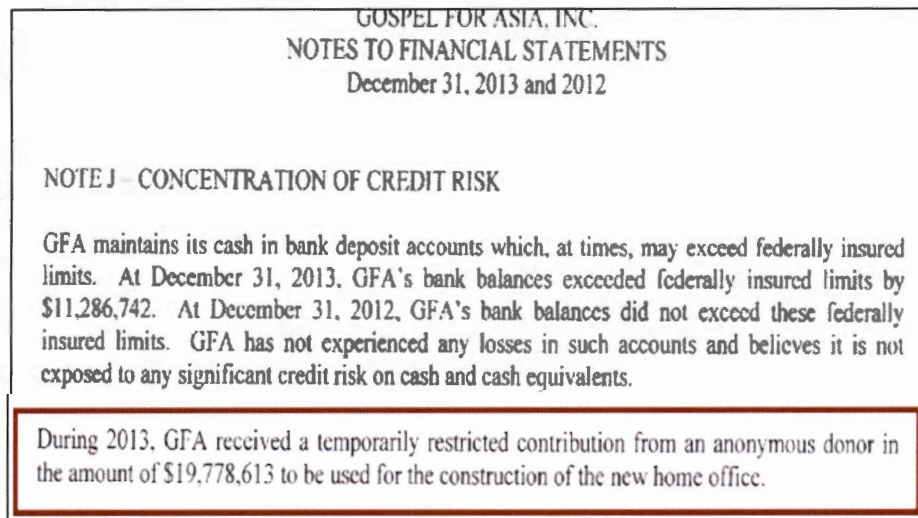 GOSPEL FOR ASIA, INC.
NOTES TO FINANCIAL STATEMENTS
December 31, 2013 and 2012
NOTE J – CONCENTRATION OF CREDIT RISK
GFA maintains its cash in bank deposit accounts which, at times, may exceed federally insured
limits. At December 31, 2013, GFA's bank balances exceeded federally insured limits by
$11,286,742. At December 31, 2012, GFA's bank balances did not exceed these federally
insured limits. GFA has not experienced any losses in such accounts and believes it is not
exposed to any significant credit risk on cash and cash equivalents.
During 2013, GFA received a temporarily restricted contribution from an anonymous donor in
the amount of $19,778,613 to be used for the construction of the new home office.